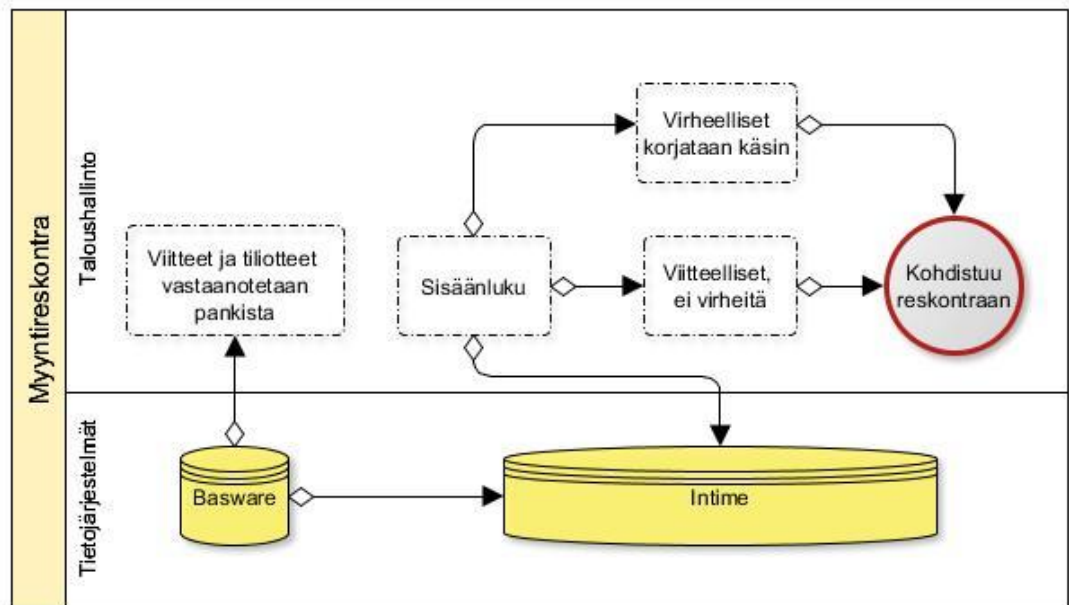 Myyntireskontra
Taloushallinto
Viitteet ja tiliotteet
vastaanotetaan
pankista
Sisäänluku
Virheelliset
korjataan käsin
Viitteelliset,
ei virheitä
Kohdistuu
reskontraan
Tietojärjestelmät
Basware
Intime